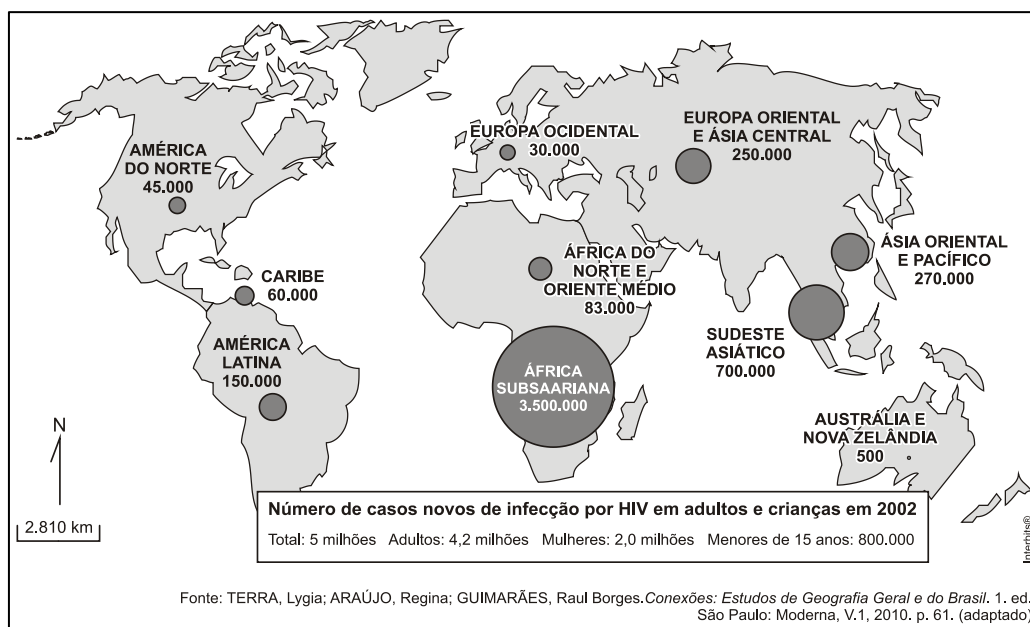 AMÉRICA
DO NORTE
45.000
EUROPA OCIDENTAL
30.000
EUROPA ORIENTAL
E ÁSIA CENTRAL
250.000
CARIBE
60.000
ÁFRICA DO
NORTE E
ORIENTE MÉDIO
83.000
ÁSIA ORIENTAL
E PACÍFICO
270.000
AMÉRICA
LATINA
150.000
ÁFRICA
SUBSAARIANA
3.500.000
SUDESTE
ASIÁTICO
700.000
AUSTRÁLIA E
NOVA ZELÂNDIA
500
N
2.810 km
Número de casos novos de infecção por HIV em adultos e crianças em 2002
Total: 5 milhões Adultos: 4,2 milhões Mulheres: 2,0 milhões Menores de 15 anos: 800.000
Interbits®
Fonte: TERRA, Lygia; ARAÚJO, Regina; GUIMARÃES, Raul Borges.Conexões: Estudos de Geografia Geral e do Brasil. 1. ed.
São Paulo: Moderna, V.1, 2010. p. 61. (adaptado)